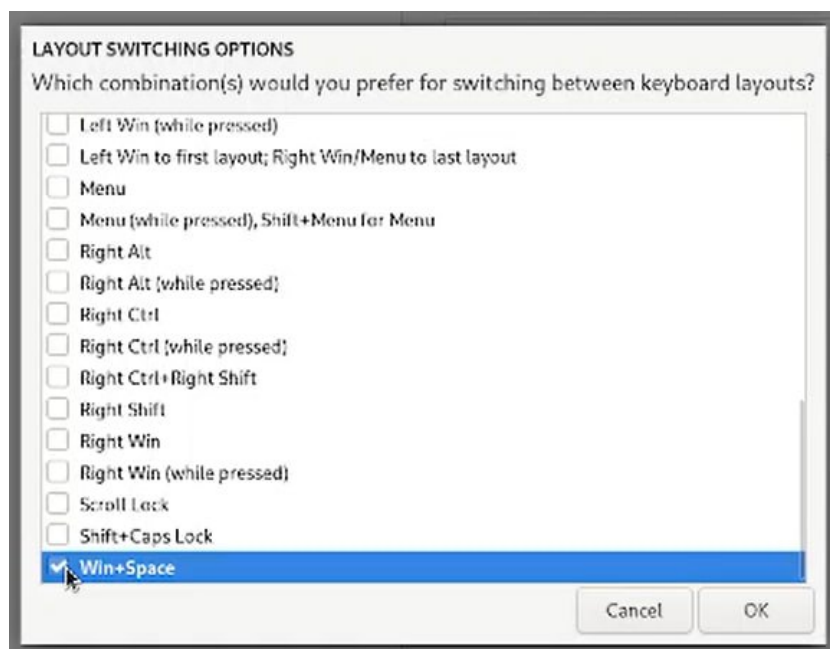 LAYOUT SWITCHING OPTIONS
Which combination(s) would you prefer for switching between keyboard layouts?
Left Win (while pressed)
Left Win to first layout; Right Win/Menu to last layout
Menu
Menu (while pressed), Shift+Menu for Menu
Right Alt
Right Alt (while pressed)
Right Ctrl
Right Ctrl (while pressed)
Right Ctrl+Right Shift
Right Shift
Right Win
Right Win (while pressed)
Scroll Lock
Shift+Caps Lock
Win+Space
Cancel OK